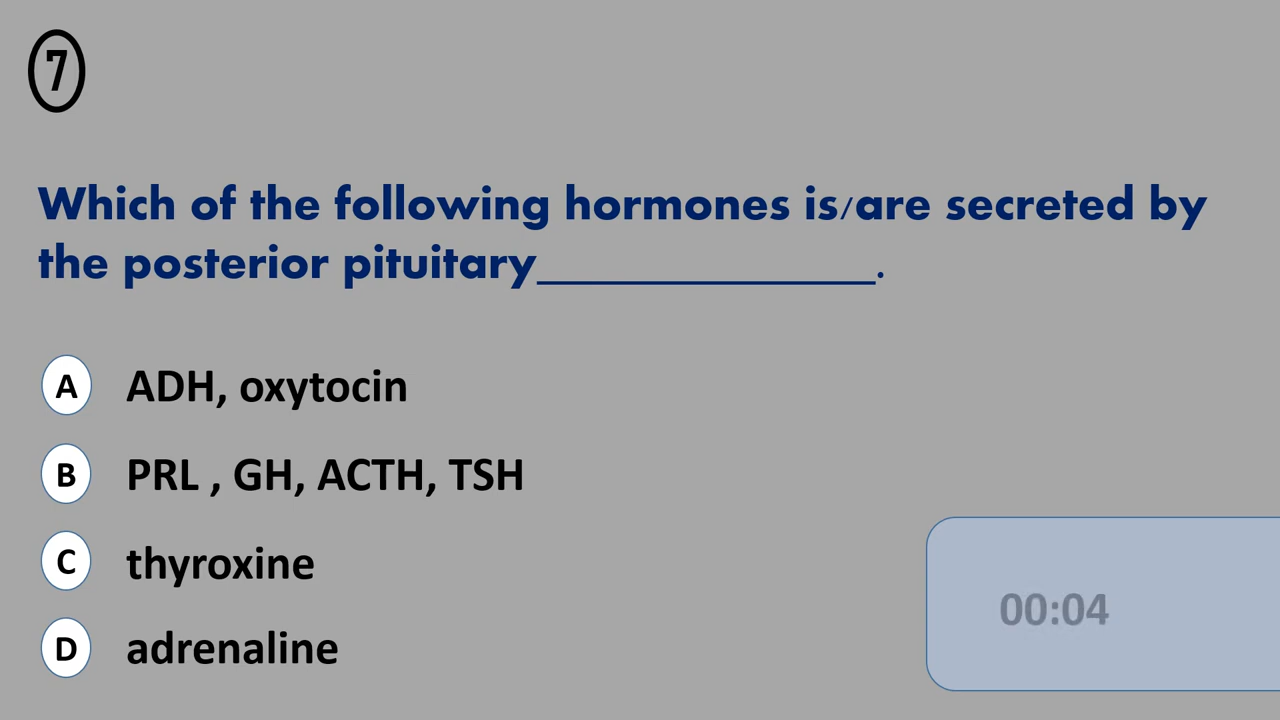 7
Which of the following hormones is/are secreted by
the posterior pituitary_______________.
A ADH, oxytocin
B PRL , GH, ACTH, TSH
C thyroxine
D adrenaline
00:04